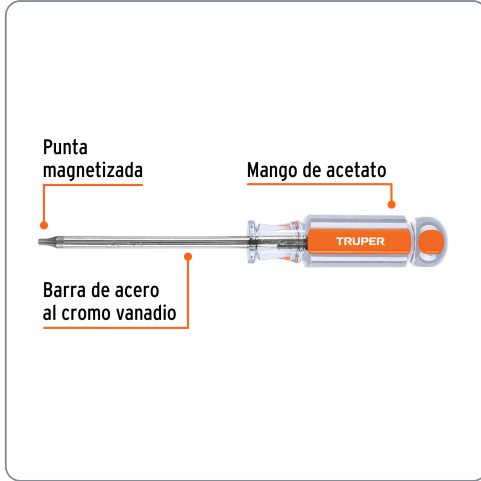 Punta
magnetizada
Mango de acetato
TRUPER
Barra de acero
al cromo vanadio